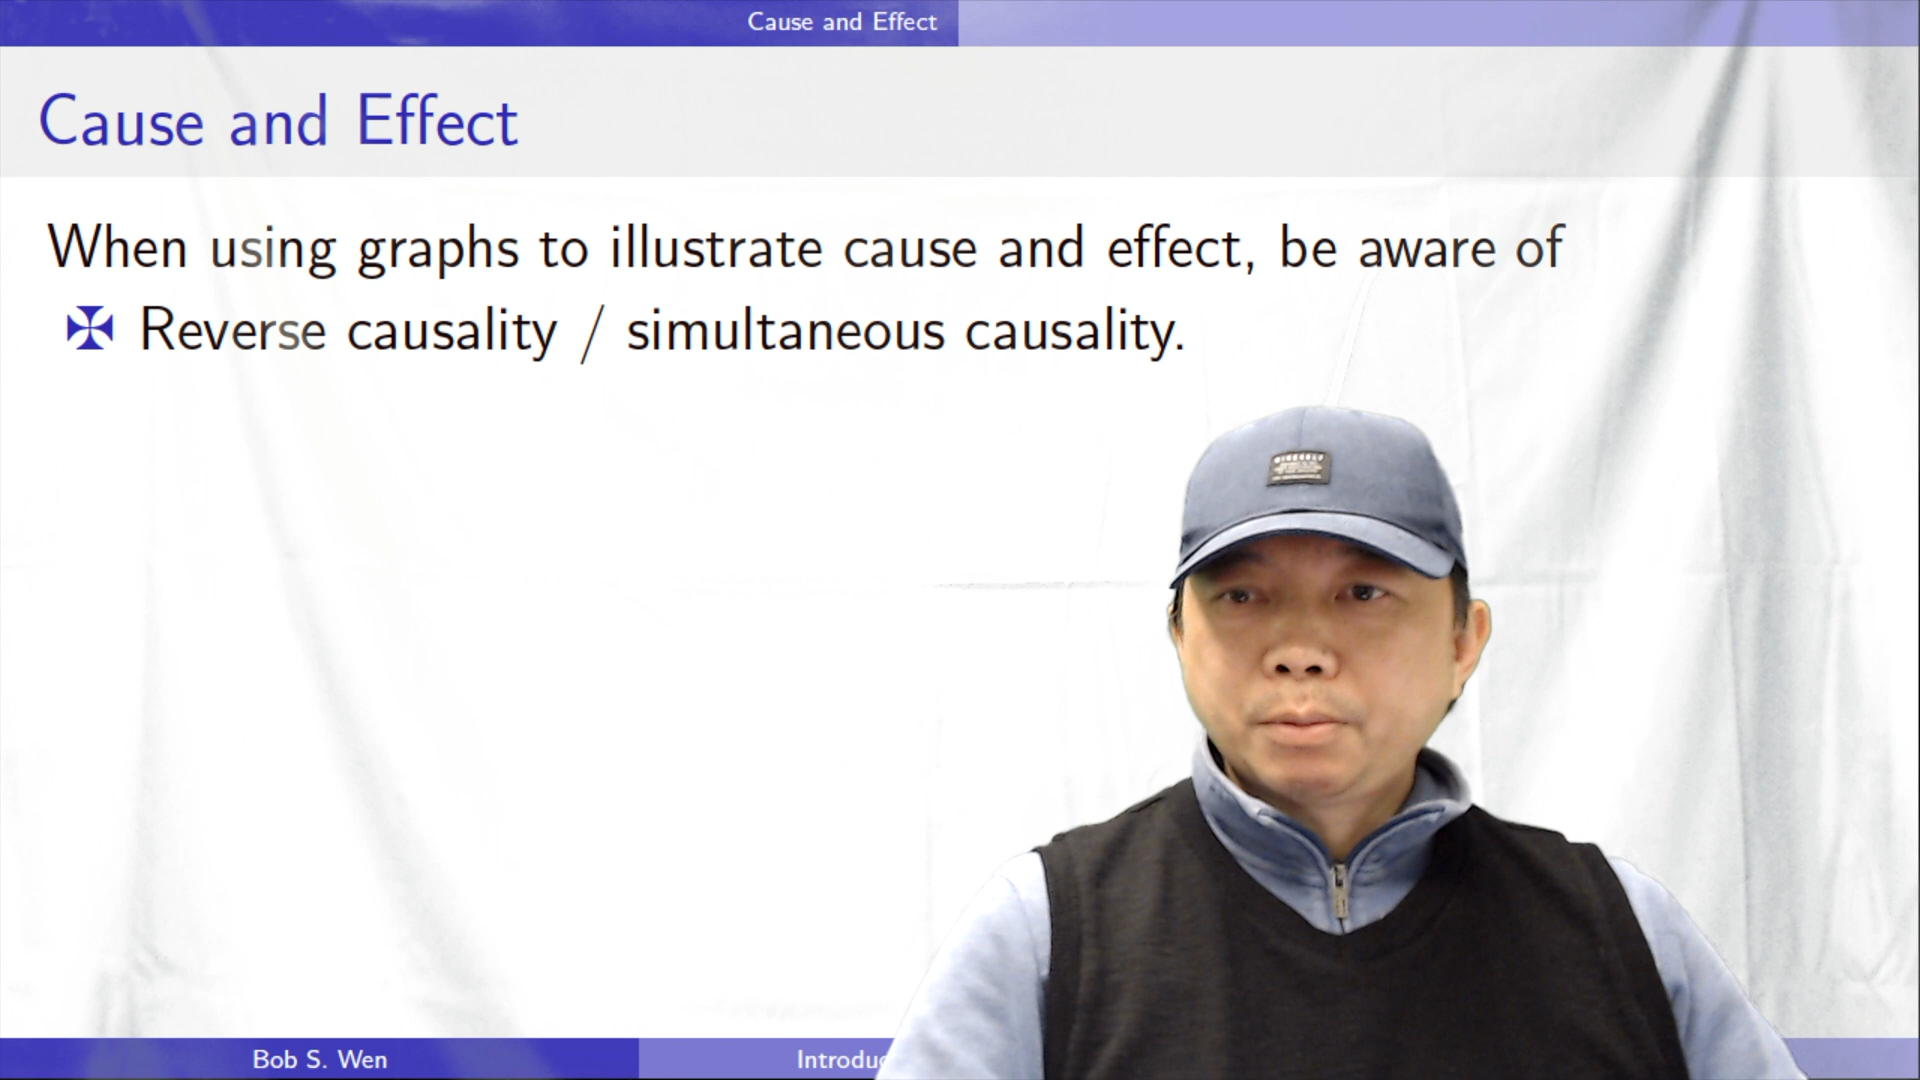 Cause and Effect
Cause and Effect
When using graphs to illustrate cause and effect, be aware of
✠ Reverse causality / simultaneous causality.
Bob S. Wen